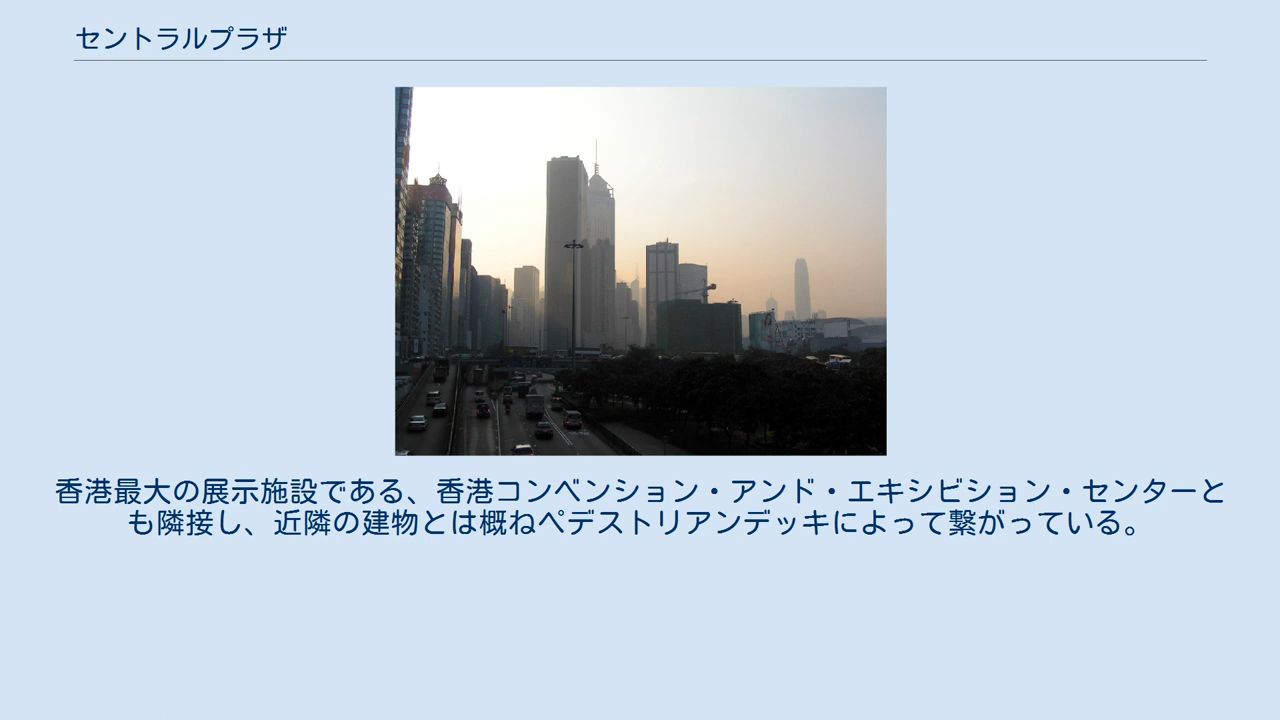 セントラルプラザ
香港最大の展示施設である、香港コンベンション・アンド・エキシビション・センターと
も隣接し、近隣の建物とは概ねペデストリアンデッキによって繋がっている。